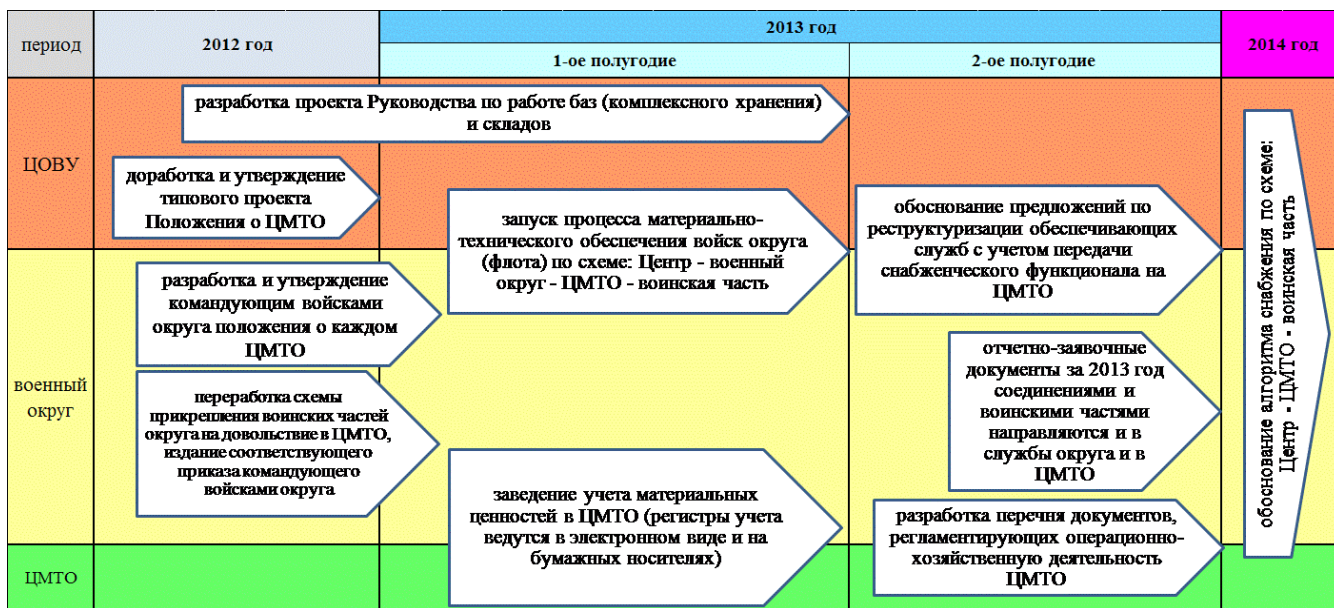 период
2012 год
2013 год
1-ое полугодие
2-ое полугодие
2014 год
ЦОВУ
разработка проекта Руководства по работе баз (комплексного хранения)
и складов
доработка и утверждение
типового проекта
Положения о ЦМТО
запуск процесса материально-
технического обеспечения войск округа
(флота) по схеме: Центр - военный
округ - ЦМТО - воинская часть
обоснование предложений по
реструктуризации обеспечивающих
служб с учетом передачи
снабженческого функционала на
ЦМТО
военный
округ
разработка и утверждение
командующим войсками
округа положения о каждом
ЦМТО
переработка схемы
прикрепления воинских частей
округа на довольствие в ЦМТО,
издание соответствующего
приказа командующего
войсками округа
отчетно-заявочные
документы за 2013 год
соединениями и
воинскими частями
направляются и в
службы округа и в
ЦМТО
заведение учета материальных
ценностей в ЦМТО (регистры учета
ведутся в электронном виде и на
бумажных носителях)
разработка перечня документов,
регламентирующих операционно-
хозяйственную деятельность
ЦМТО
ЦМТО
обоснование алгоритма снабжения по схеме:
Центр - ЦМТО - воинская часть